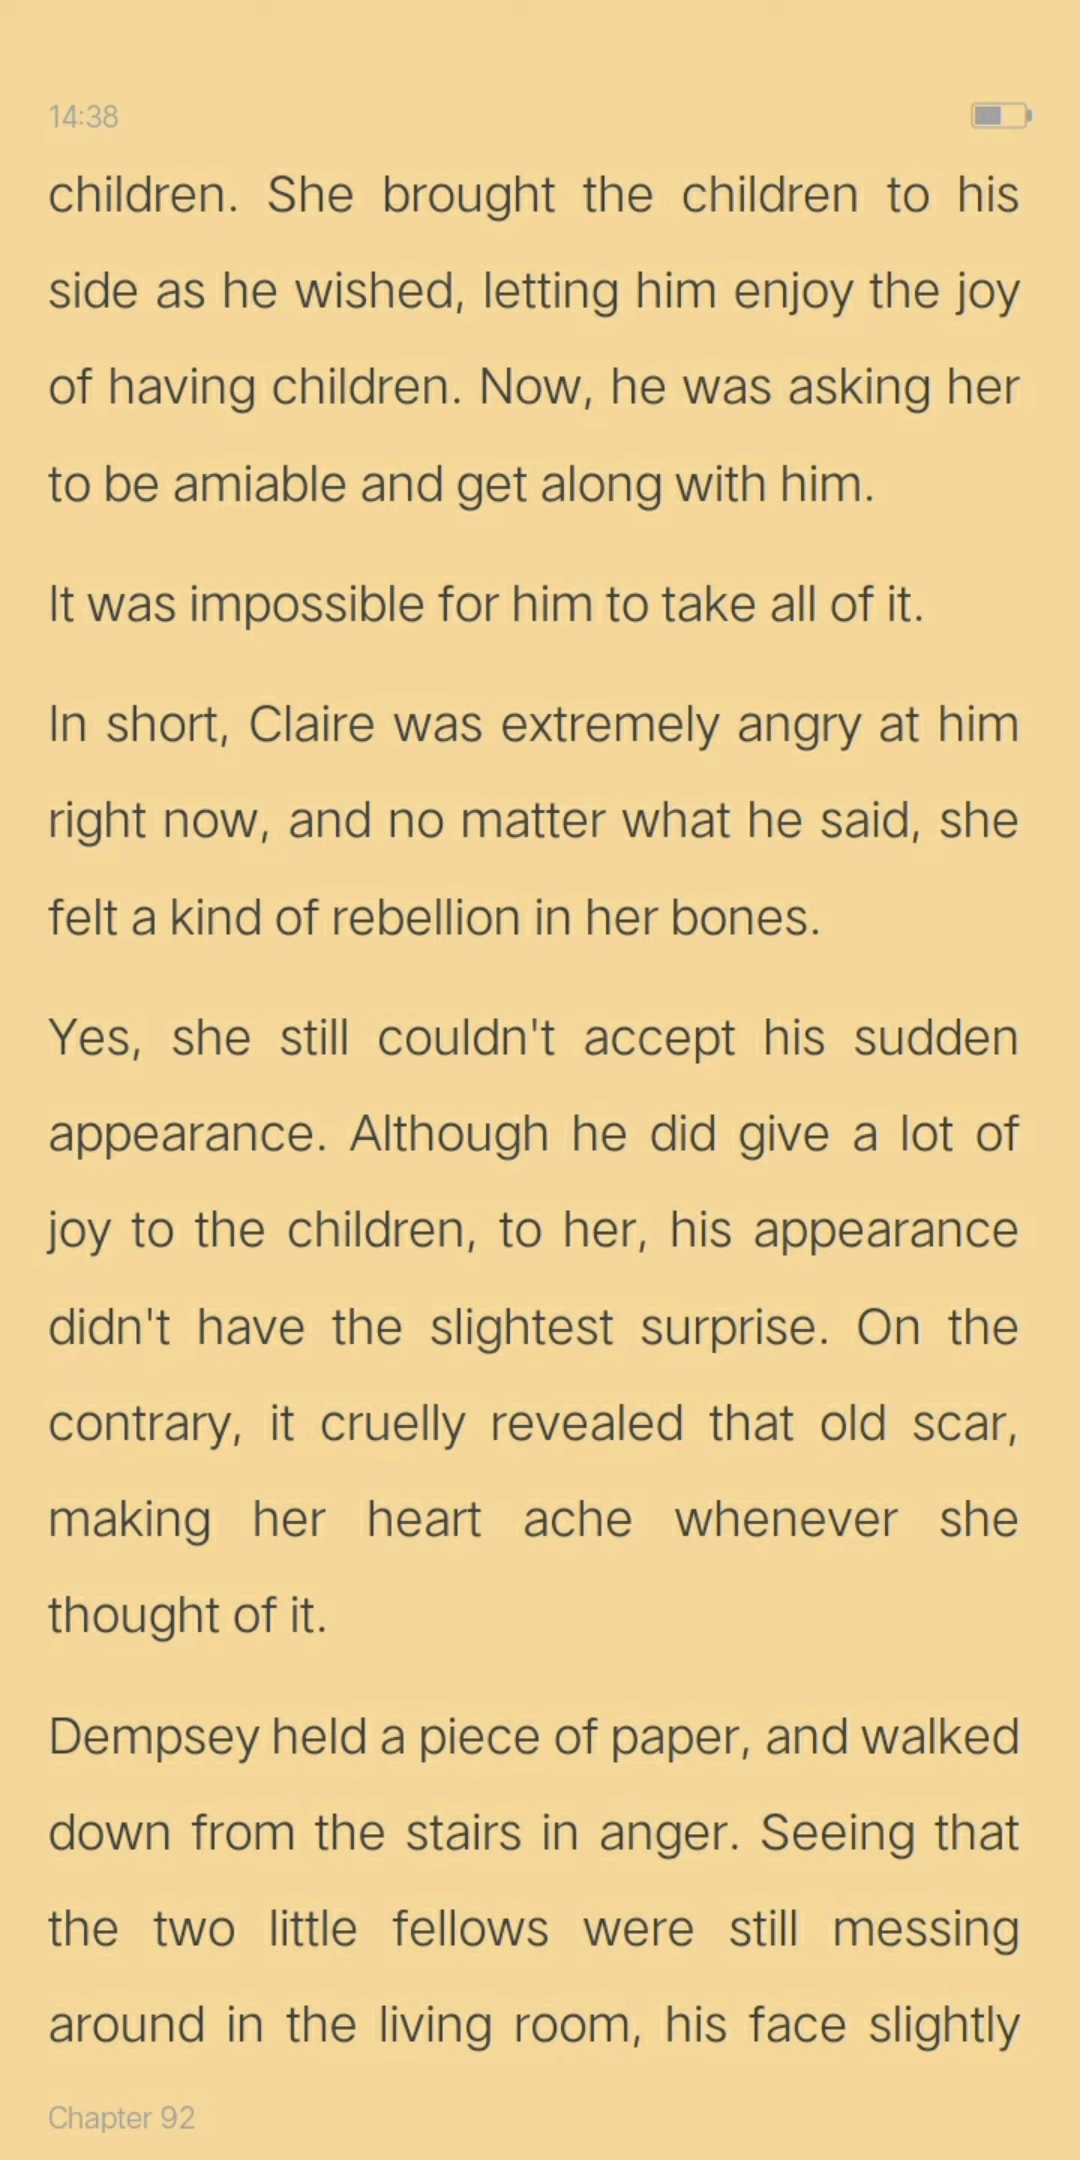 14:38
children. She brought the children to his
side as he wished, letting him enjoy the joy
of having children. Now, he was asking her
to be amiable and get along with him.
It was impossible for him to take all of it.
In short, Claire was extremely angry at him
right now, and no matter what he said, she
felt a kind of rebellion in her bones.
Yes, she still couldn't accept his sudden
appearance. Although he did give a lot of
joy to the children, to her, his appearance
didn't have the slightest surprise. On the
contrary, it cruelly revealed that old scar,
making her heart ache whenever she
thought of it.
Dempsey held a piece of paper, and walked
down from the stairs in anger. Seeing that
the two little fellows were still messing
around in the living room, his face slightly
Chapter 92